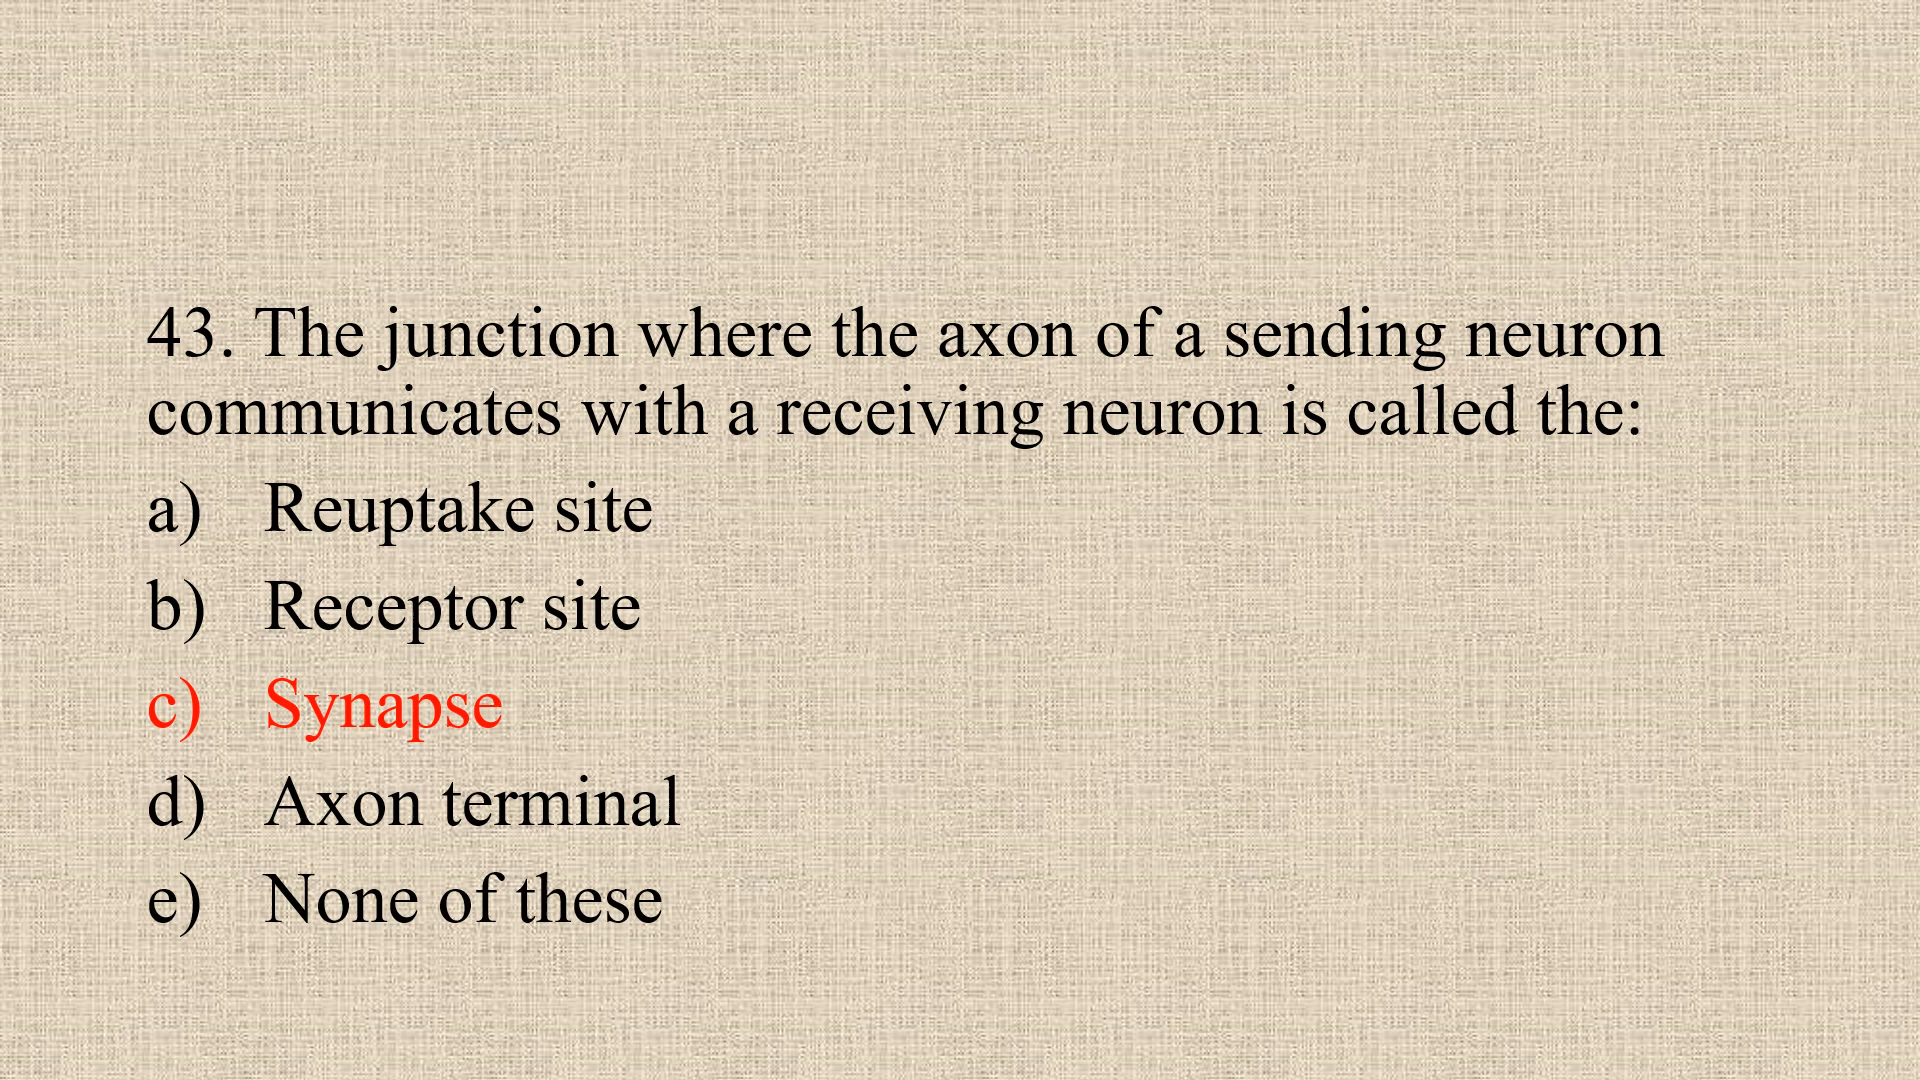 43. The junction where the axon of a sending neuron
communicates with a receiving neuron is called the:
a) Reuptake site
b) Receptor site
c) Synapse
d) Axon terminal
e) None of these